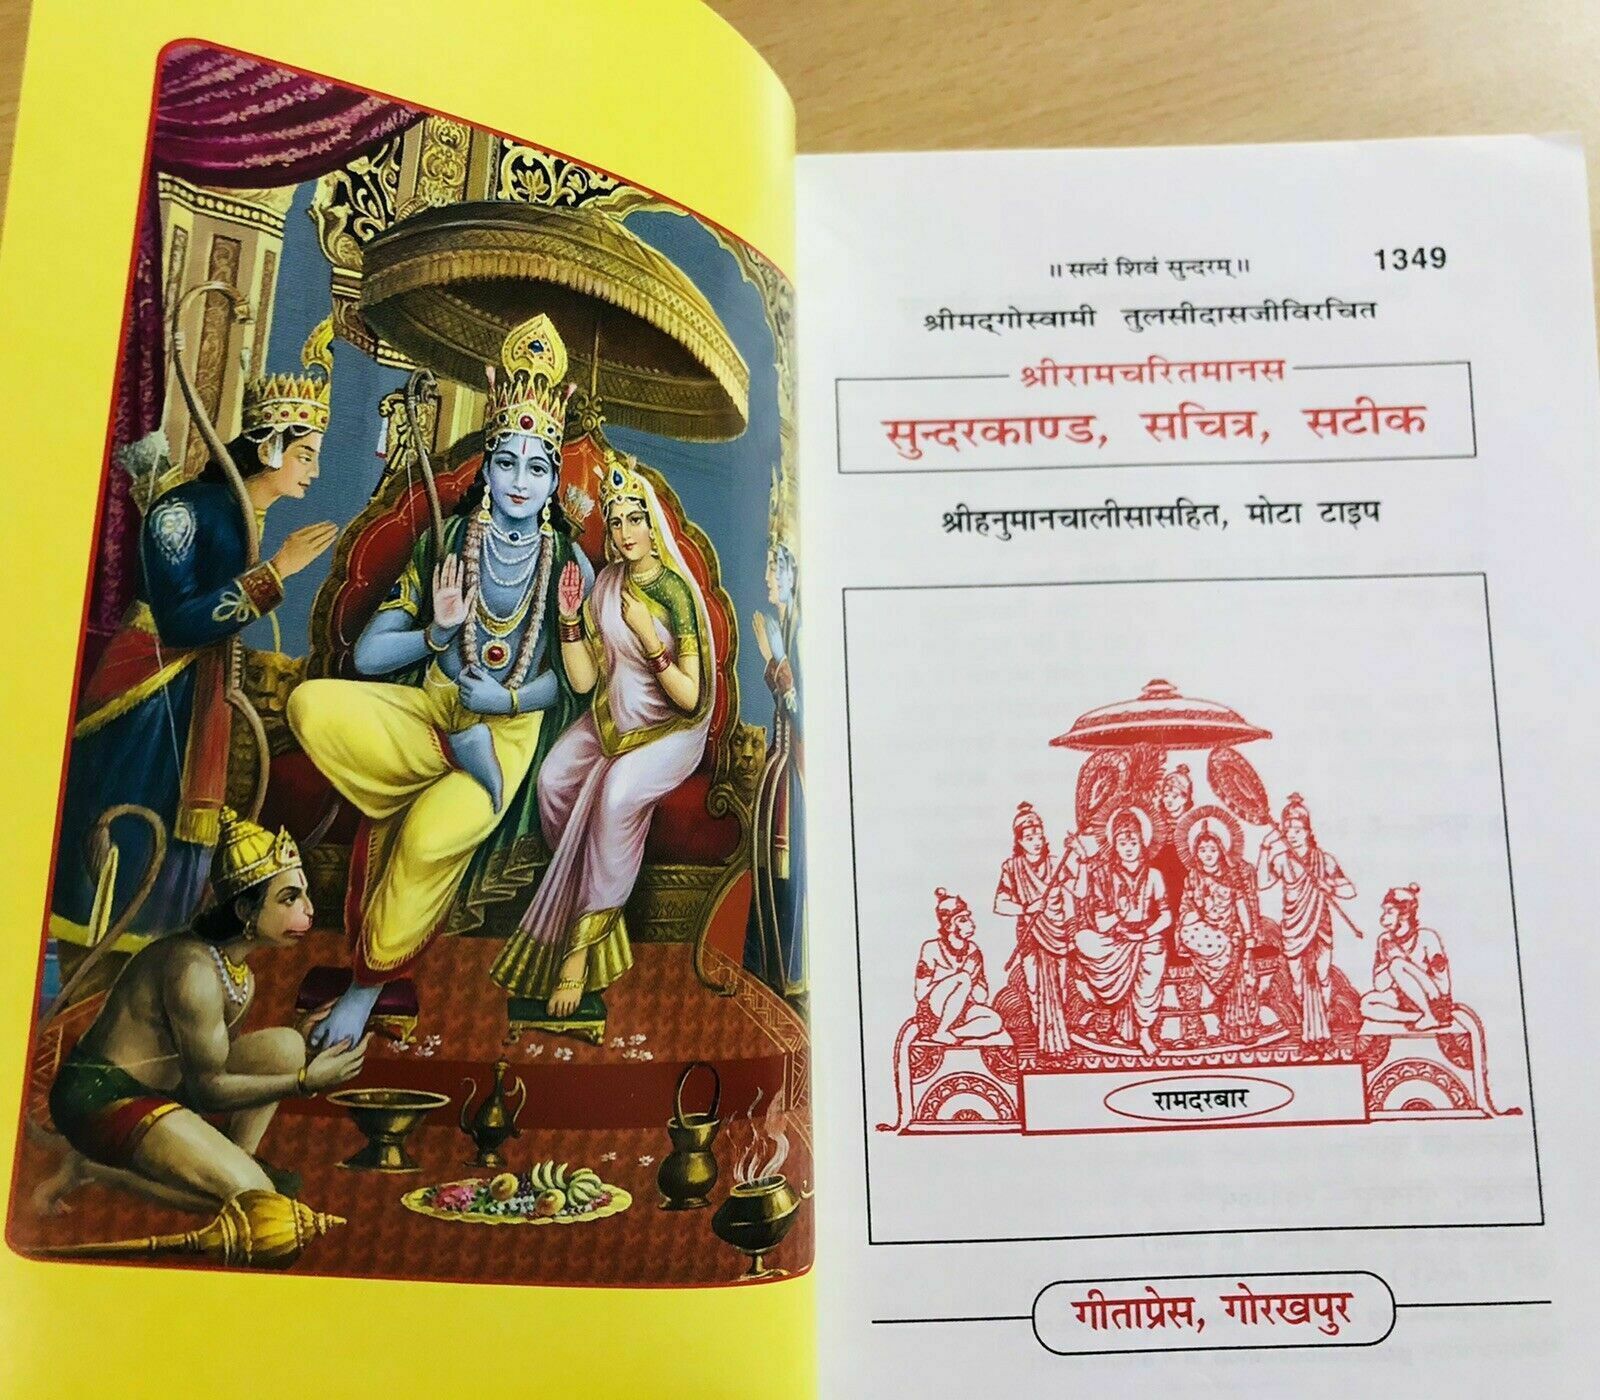 ॥ सत्यं शिवं सुन्दरम् ॥ 1349
श्रीमद्गोस्वामी तुलसीदासजीविरचित
श्रीरामचरितमानस
सुन्दरकाण्ड, सचित्र, सटीक
श्रीहनुमानचालीसासहित, मोटा टाइप
रामदरबार
गीताप्रेस, गोरखपुर